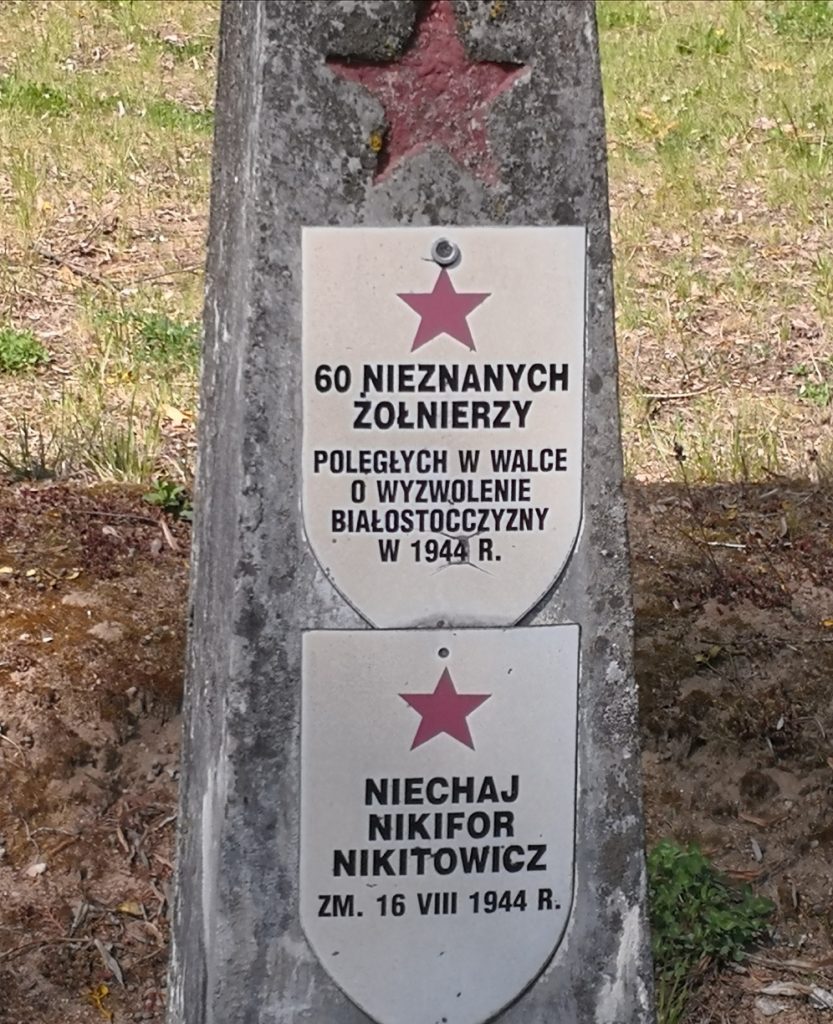 60 NIEZNANYCH
ŻOŁNIERZY
POLEGŁYCH W WALCE
O WYZWOLENIE
BIAŁOSTOCCZYZNY
W 1944 R.
NIECHAJ
NIKIFOR
NIKITOWICZ
ZM. 16 VIII 1944 R.